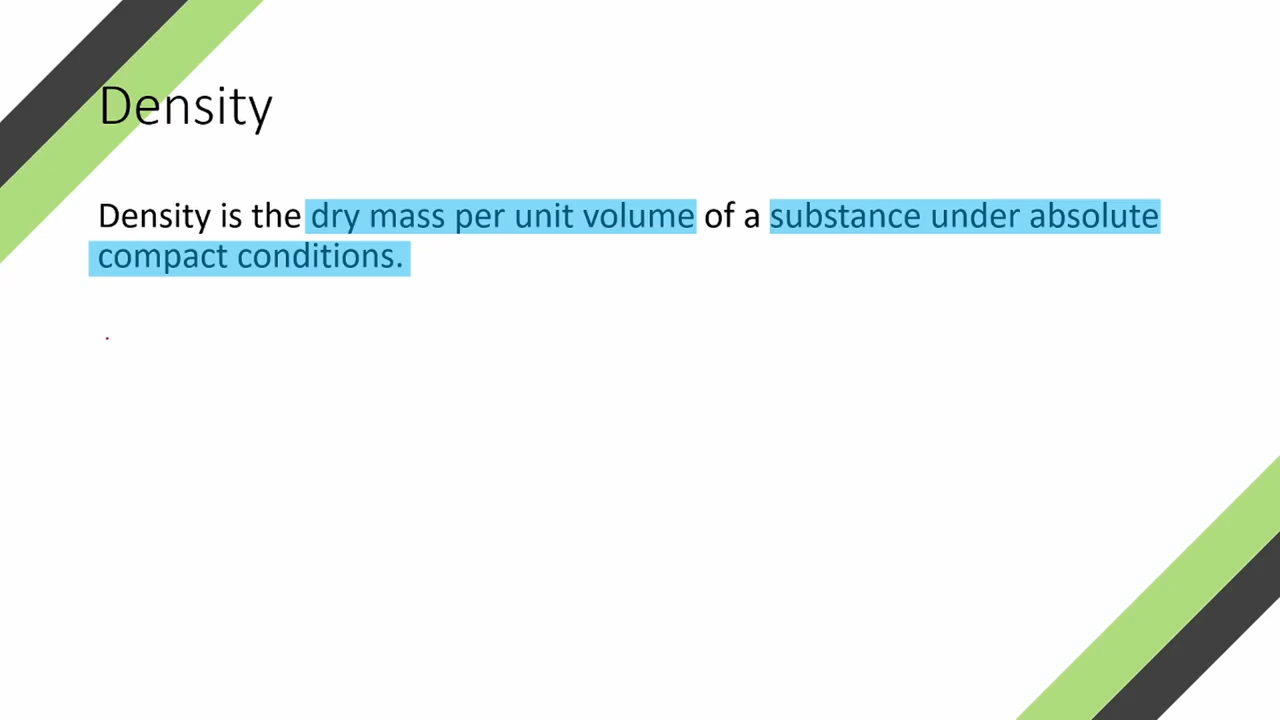 Density
Density is the dry mass per unit volume of a substance under absolute
compact conditions.